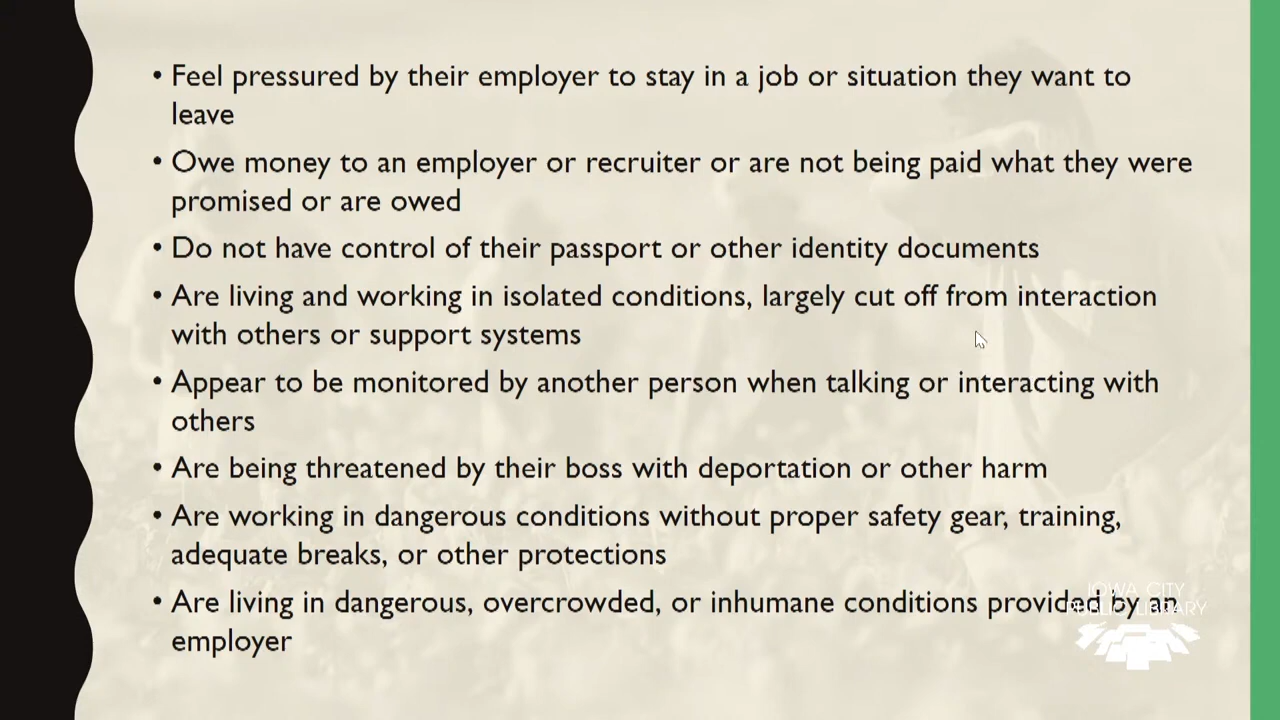 • Feel pressured by their employer to stay in a job or situation they want to
leave
• Owe money to an employer or recruiter or are not being paid what they were
promised or are owed
• Do not have control of their passport or other identity documents
• Are living and working in isolated conditions, largely cut off from interaction
with others or support systems
• Appear to be monitored by another person when talking or interacting with
others
• Are being threatened by their boss with deportation or other harm
• Are working in dangerous conditions without proper safety gear, training,
adequate breaks, or other protections
• Are living in dangerous, overcrowded, or inhumane conditions provided by an
employer
IOWA CITY
PUBLIC LIBRARY